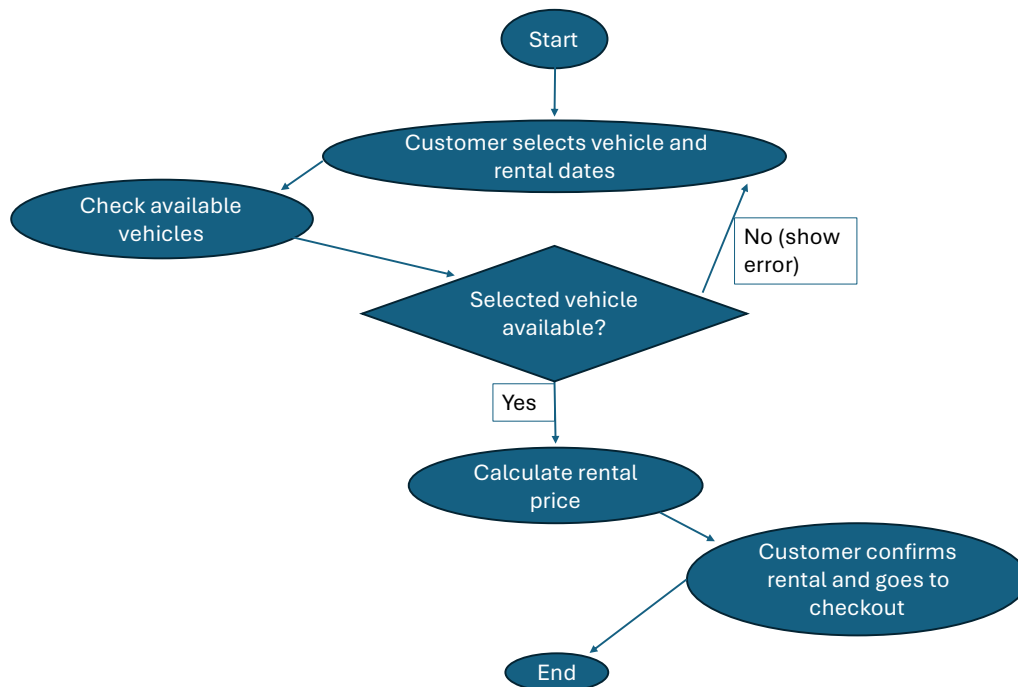 Start
Customer selects vehicle and
rental dates
Check available
vehicles
No (show
error)
Selected vehicle
available?
Yes
Calculate rental
price
Customer confirms
rental and goes to
checkout
End